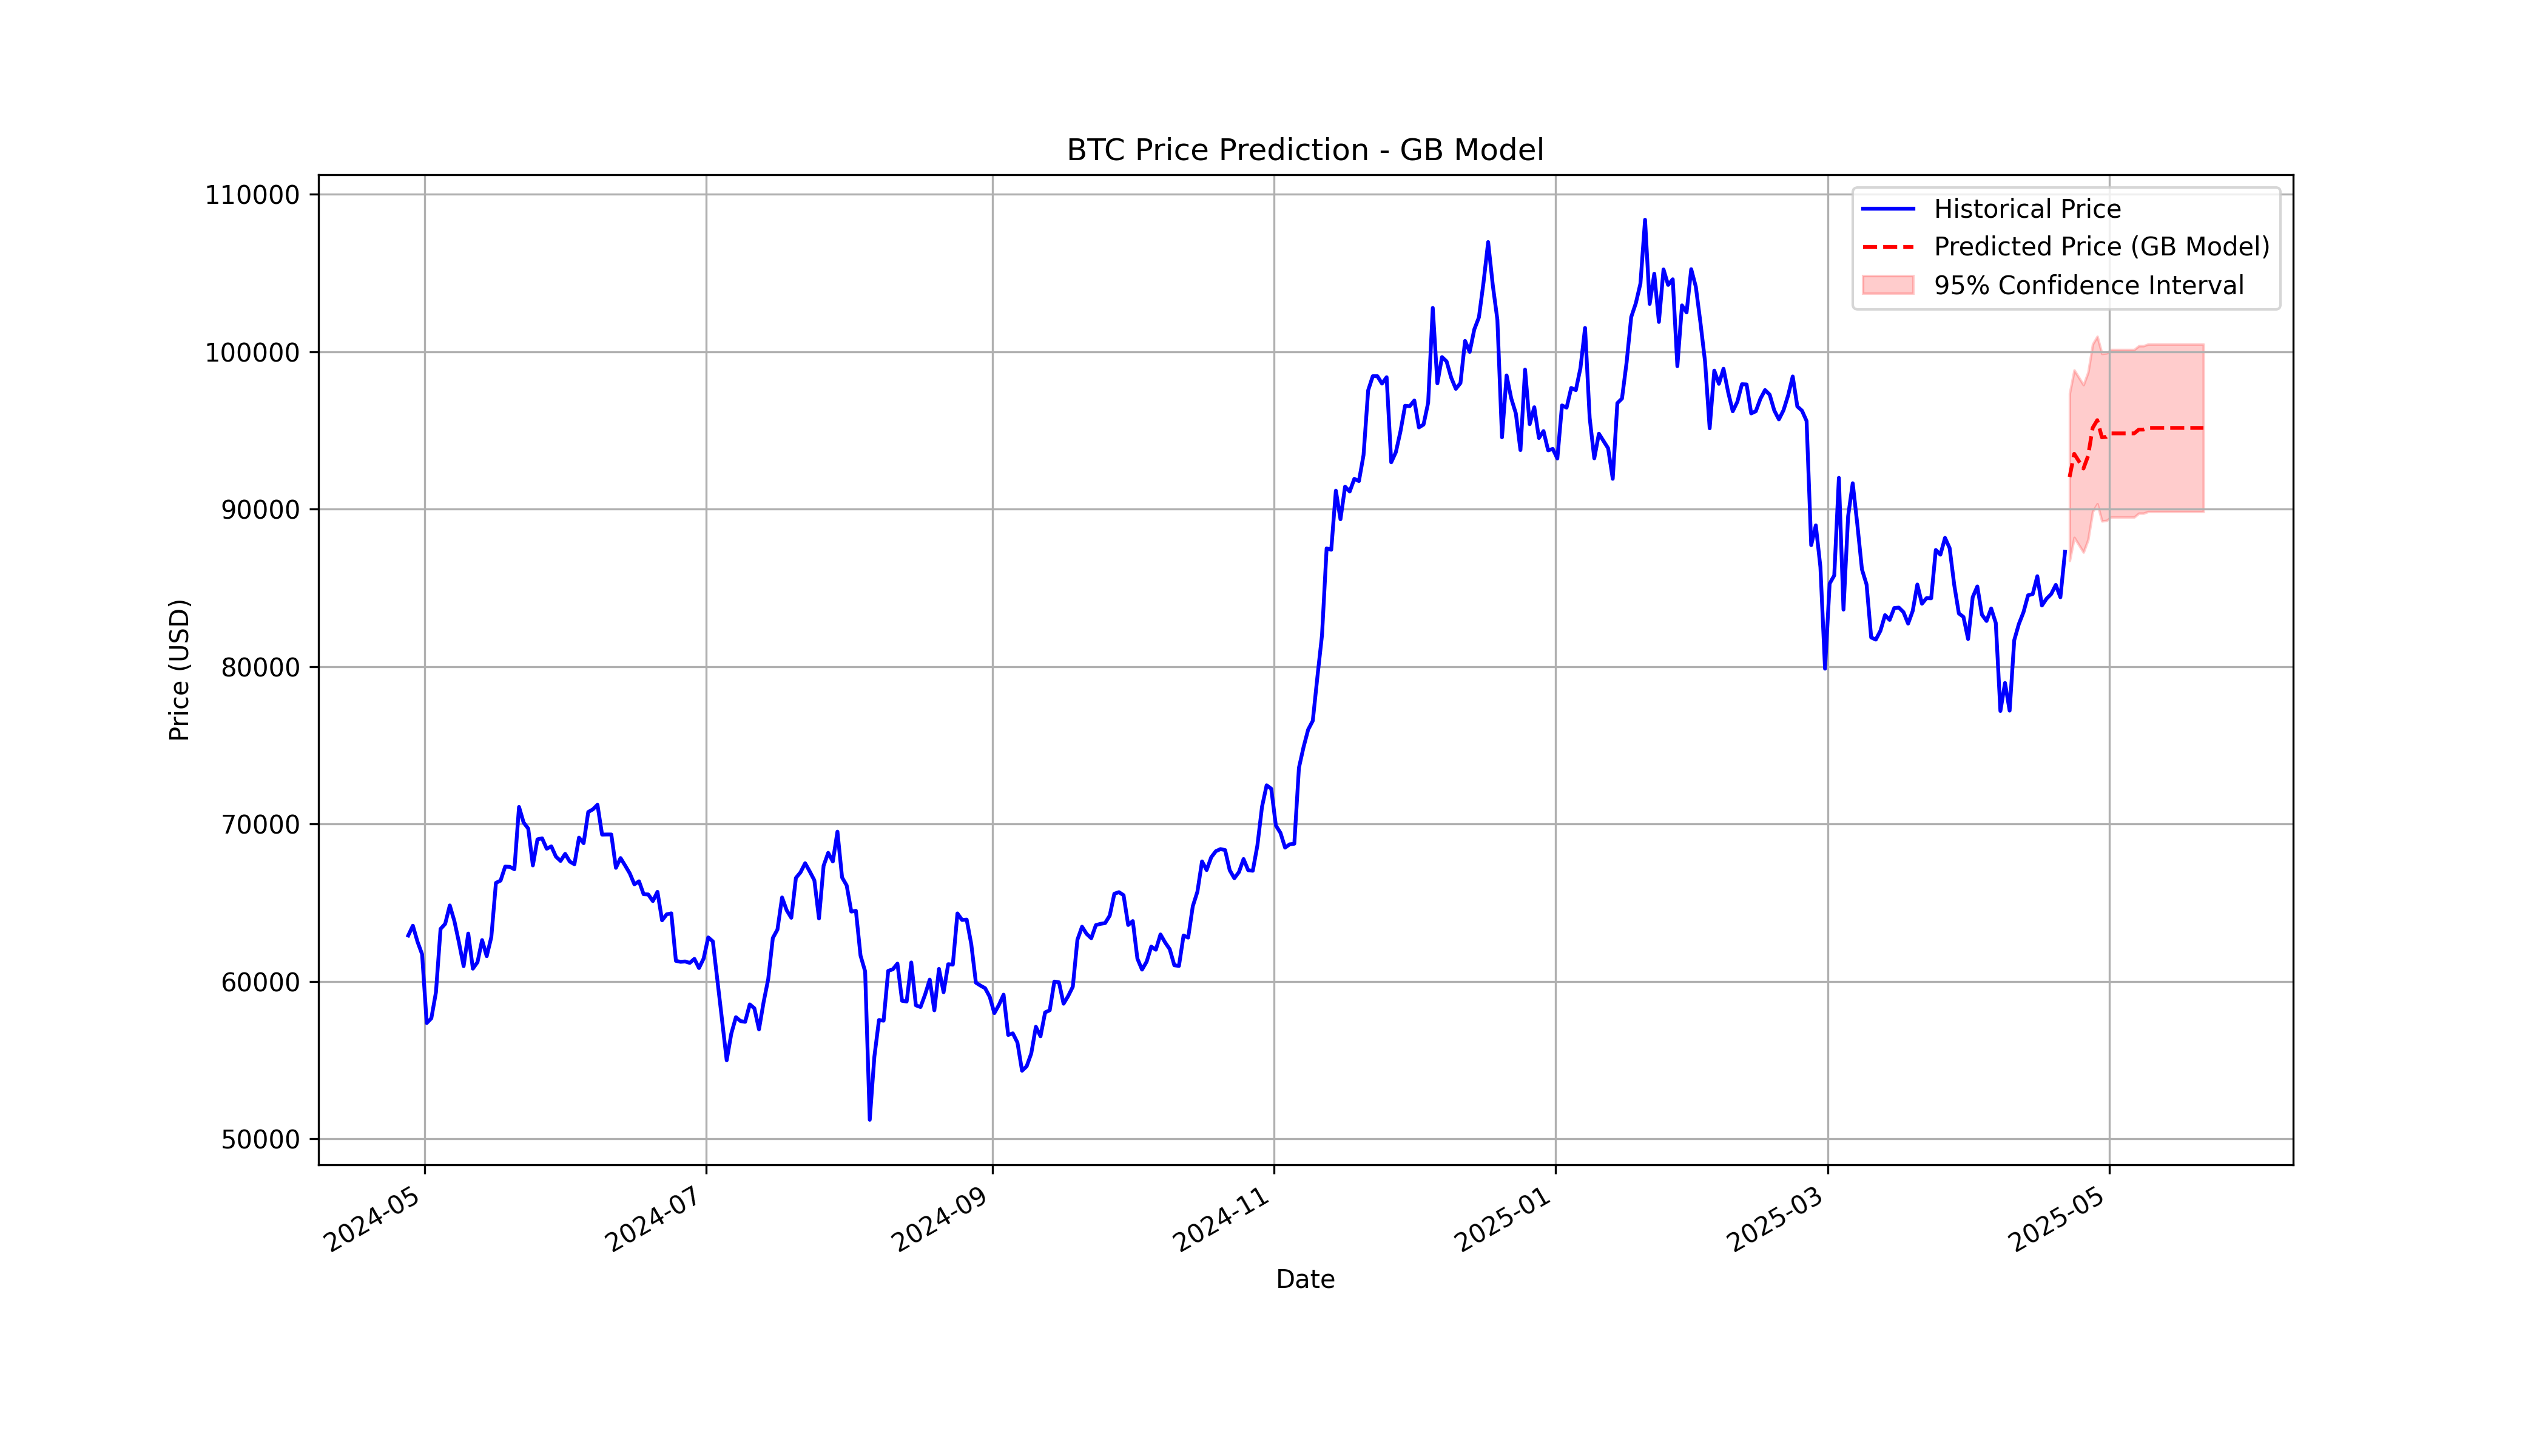 BTC Price Prediction - GB Model
Historical Price
Predicted Price (GB Model)
95% Confidence Interval
Price (USD)
110000
100000
90000
80000
70000
60000
50000
2024-05
2024-07
2024-09
2024-11
2025-01
2025-03
2025-05
Date